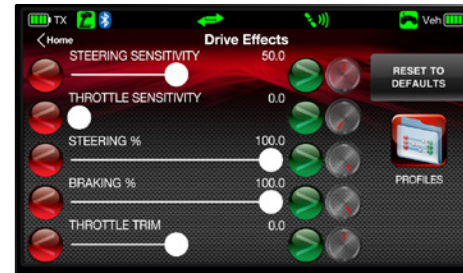 TX
Veh
Home
Drive Effects
STEERING SENSITIVITY 50.0
THROTTLE SENSITIVITY 0.0
STEERING % 100.0
BRAKING % 100.0
THROTTLE TRIM 0.0
RESET TO
DEFAULTS
PROFILES